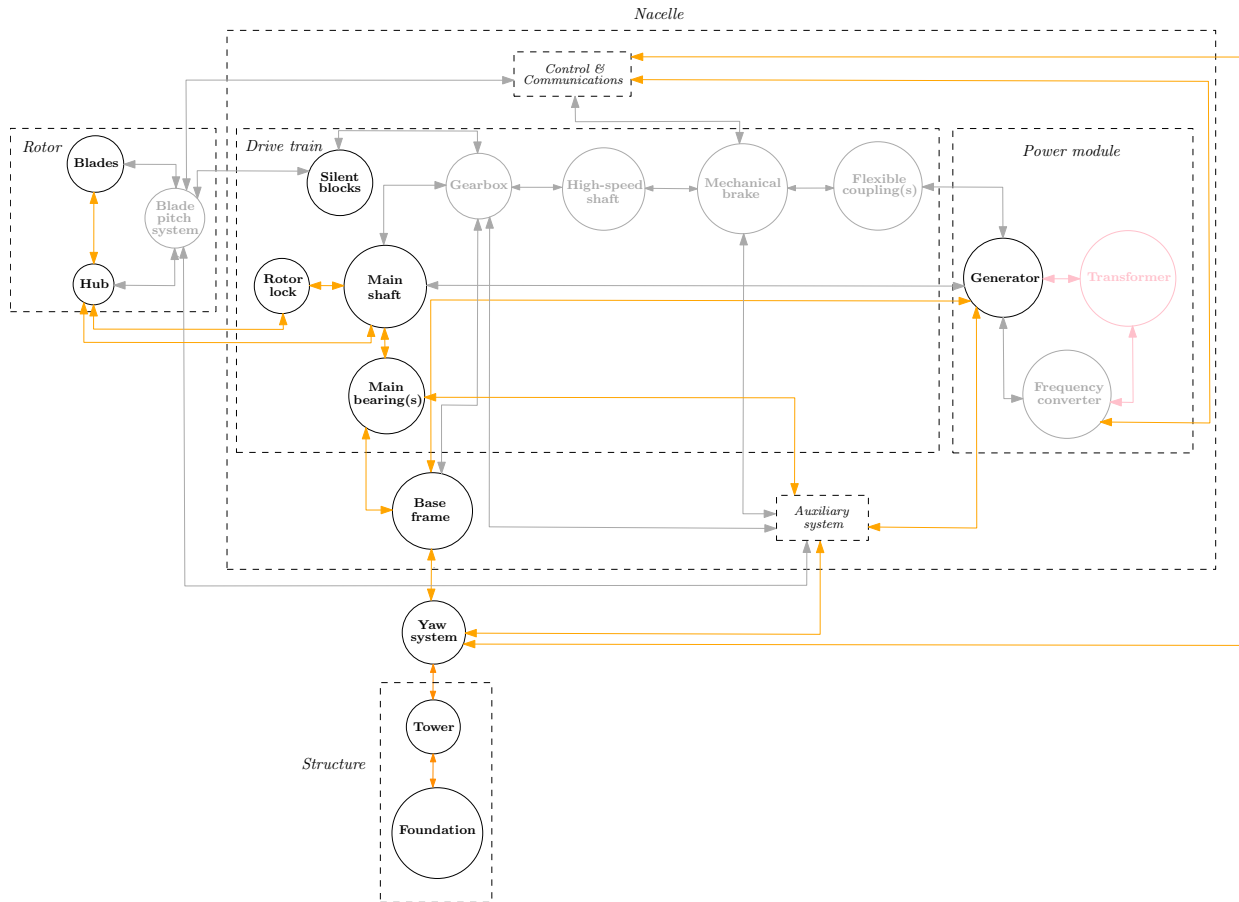 Nacelle
Control &
Communications
Rotor
Blades
Blade
pitch
system
Hub
Drive train
Silent
blocks
Gearbox
High-speed
shaft
Mechanical
brake
Flexible
coupling(s)
Power module
Generator
Transformer
Frequency
converter
Rotor
lock
Main
shaft
Main
bearing(s)
Base
frame
Auxiliary
system
Yaw
system
Structure
Tower
Foundation